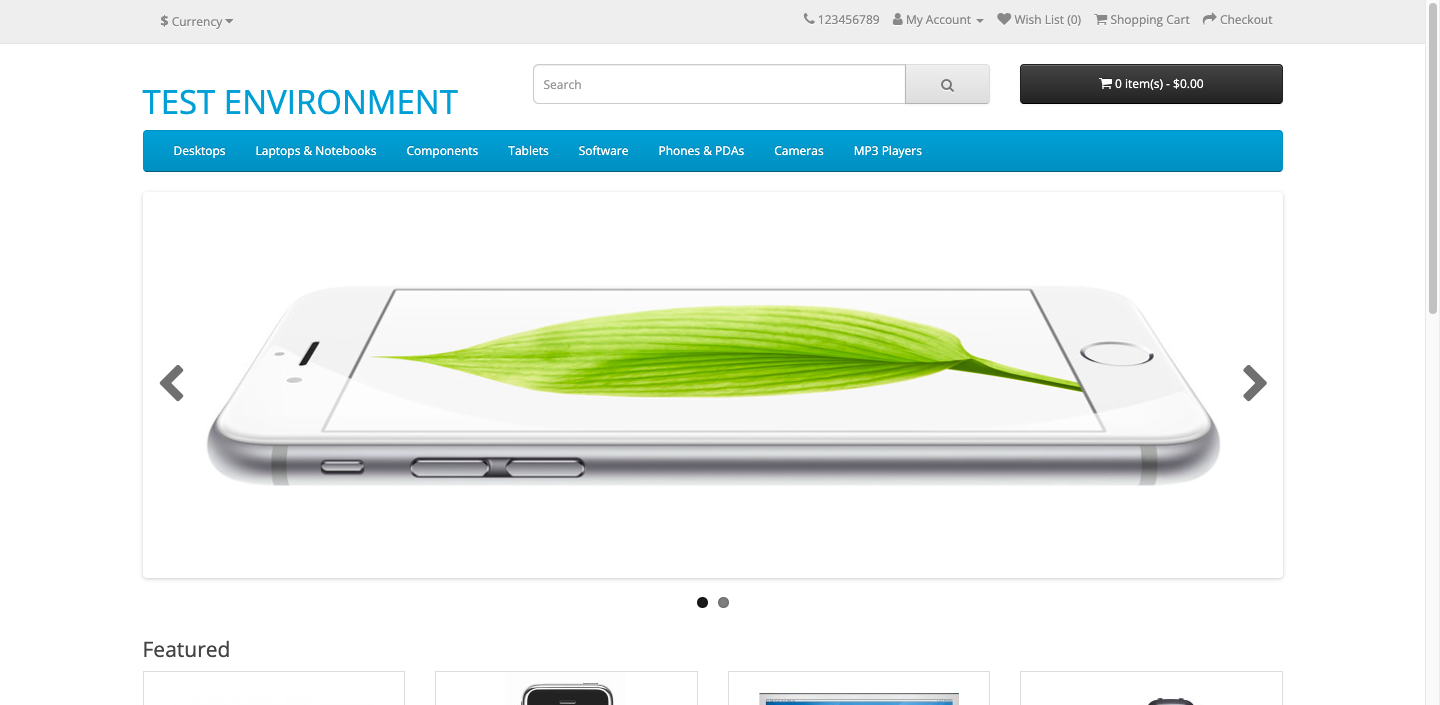 $ Currency
123456789 My Account Wish List (0) Shopping Cart Checkout
TEST ENVIRONMENT
Search
0 item(s) - $0.00
Desktops Laptops & Notebooks Components Tablets Software Phones & PDAs Cameras MP3 Players
Featured